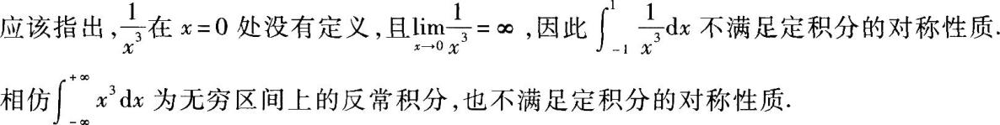 应该指出,$\frac{1}{x^3}$在 $x=0$ 处没有定义,且$\lim\limits_{x \to 0}\frac{1}{x^3}=\infty$ ,因此 $\int_{-1}^{1}\frac{1}{x^3}\mathrm{d}x$ 不满足定积分的对称性质.
相仿$\int_{-\infty}^{+\infty}x^3\mathrm{d}x$ 为无穷区间上的反常积分,也不满足定积分的对称性质.